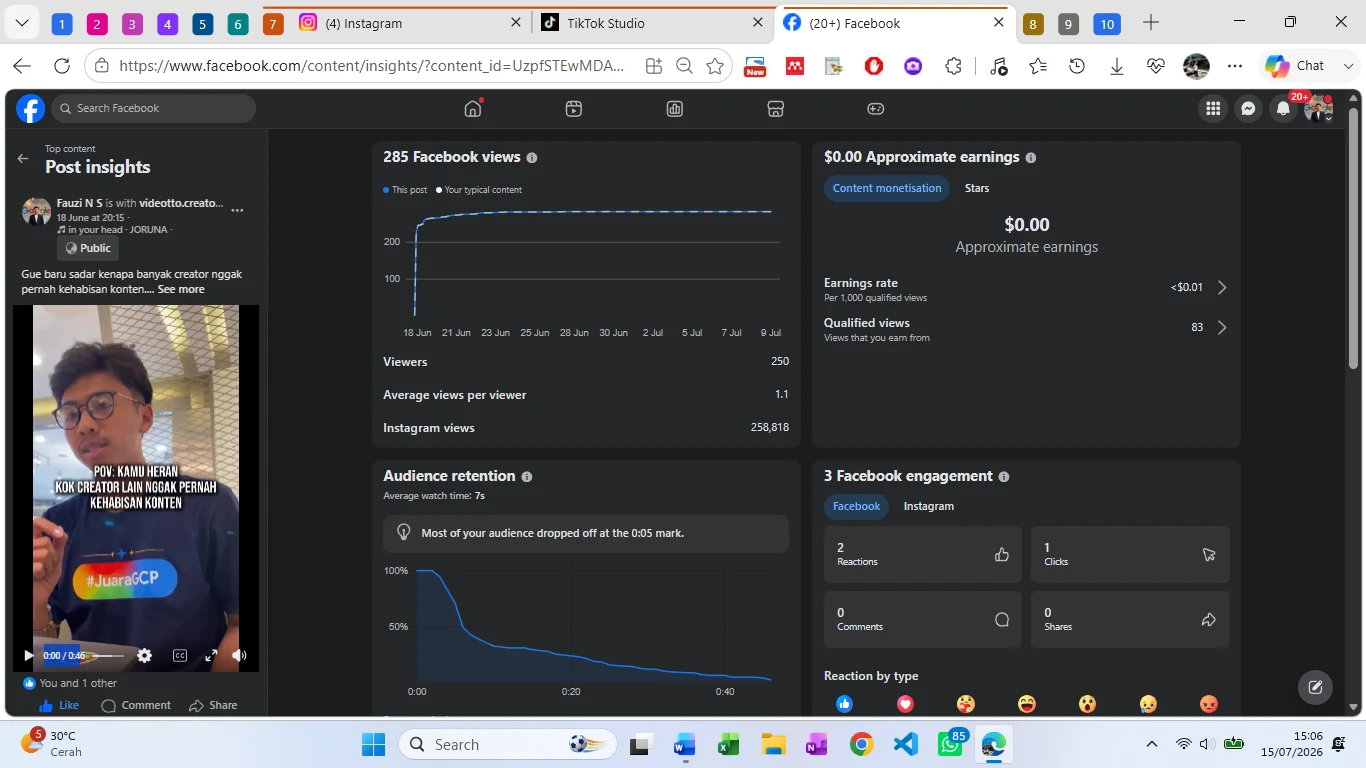 1
2
3
4
5
6
7
(4) Instagram
TikTok Studio
(20+) Facebook
8
9
10
https://www.facebook.com/content/insights/?content_id=UzpfSTEwMDA...
New
Chat
Search Facebook
20+
Top content
Post insights
Fauzi N S is with videotto.creato...
18 June at 20:15 ·
in your head · JORUNA ·
Public
Gue baru sadar kenapa banyak creator nggak
pernah kehabisan konten.... See more
POV: KAMU HERAN
KOK CREATOR LAIN NGGAK PERNAH
KEHABISAN KONTEN
#JuaraGCP
0:00 / 0:46
You and 1 other
Like
Comment
Share
285 Facebook views
This post
Your typical content
200
100
18 Jun
21 Jun
23 Jun
25 Jun
28 Jun
30 Jun
2 Jul
5 Jul
7 Jul
9 Jul
Viewers
250
Average views per viewer
1.1
Instagram views
258,818
$0.00 Approximate earnings
Content monetisation
Stars
$0.00
Approximate earnings
Earnings rate
<$0.01
Per 1,000 qualified views
Qualified views
83
Views that you earn from
Audience retention
Average watch time: 7s
Most of your audience dropped off at the 0:05 mark.
100%
50%
0:00
0:20
0:40
3 Facebook engagement
Facebook
Instagram
2
Reactions
1
Clicks
0
Comments
0
Shares
Reaction by type
5
30°C
Cerah
Search
85
15:06
15/07/2026